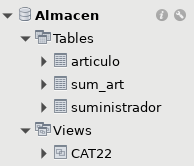 Almacen
Tables
articulo
sum_art
suministrador
Views
CAT22